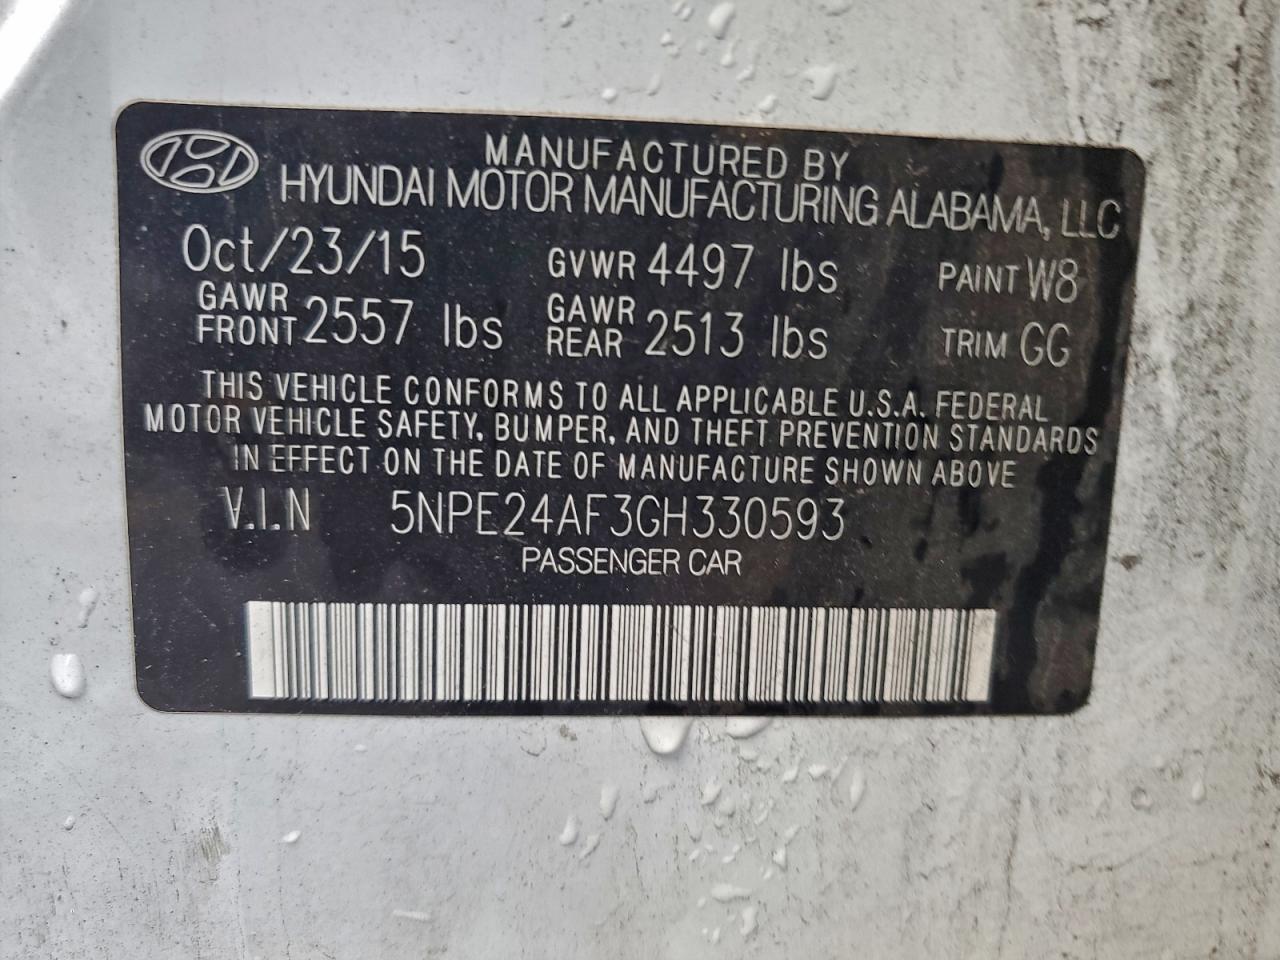 MANUFACTURED BY
HYUNDAI MOTOR MANUFACTURING ALABAMA, LLC
Oct/23/15 GVWR 4497 lbs PAINT W8
GAWR FRONT 2557 lbs GAWR REAR 2513 lbs TRIM GG
THIS VEHICLE CONFORMS TO ALL APPLICABLE U.S.A. FEDERAL
MOTOR VEHICLE SAFETY, BUMPER, AND THEFT PREVENTION STANDARDS
IN EFFECT ON THE DATE OF MANUFACTURE SHOWN ABOVE
V.I.N 5NPE24AF3GH330593
PASSENGER CAR